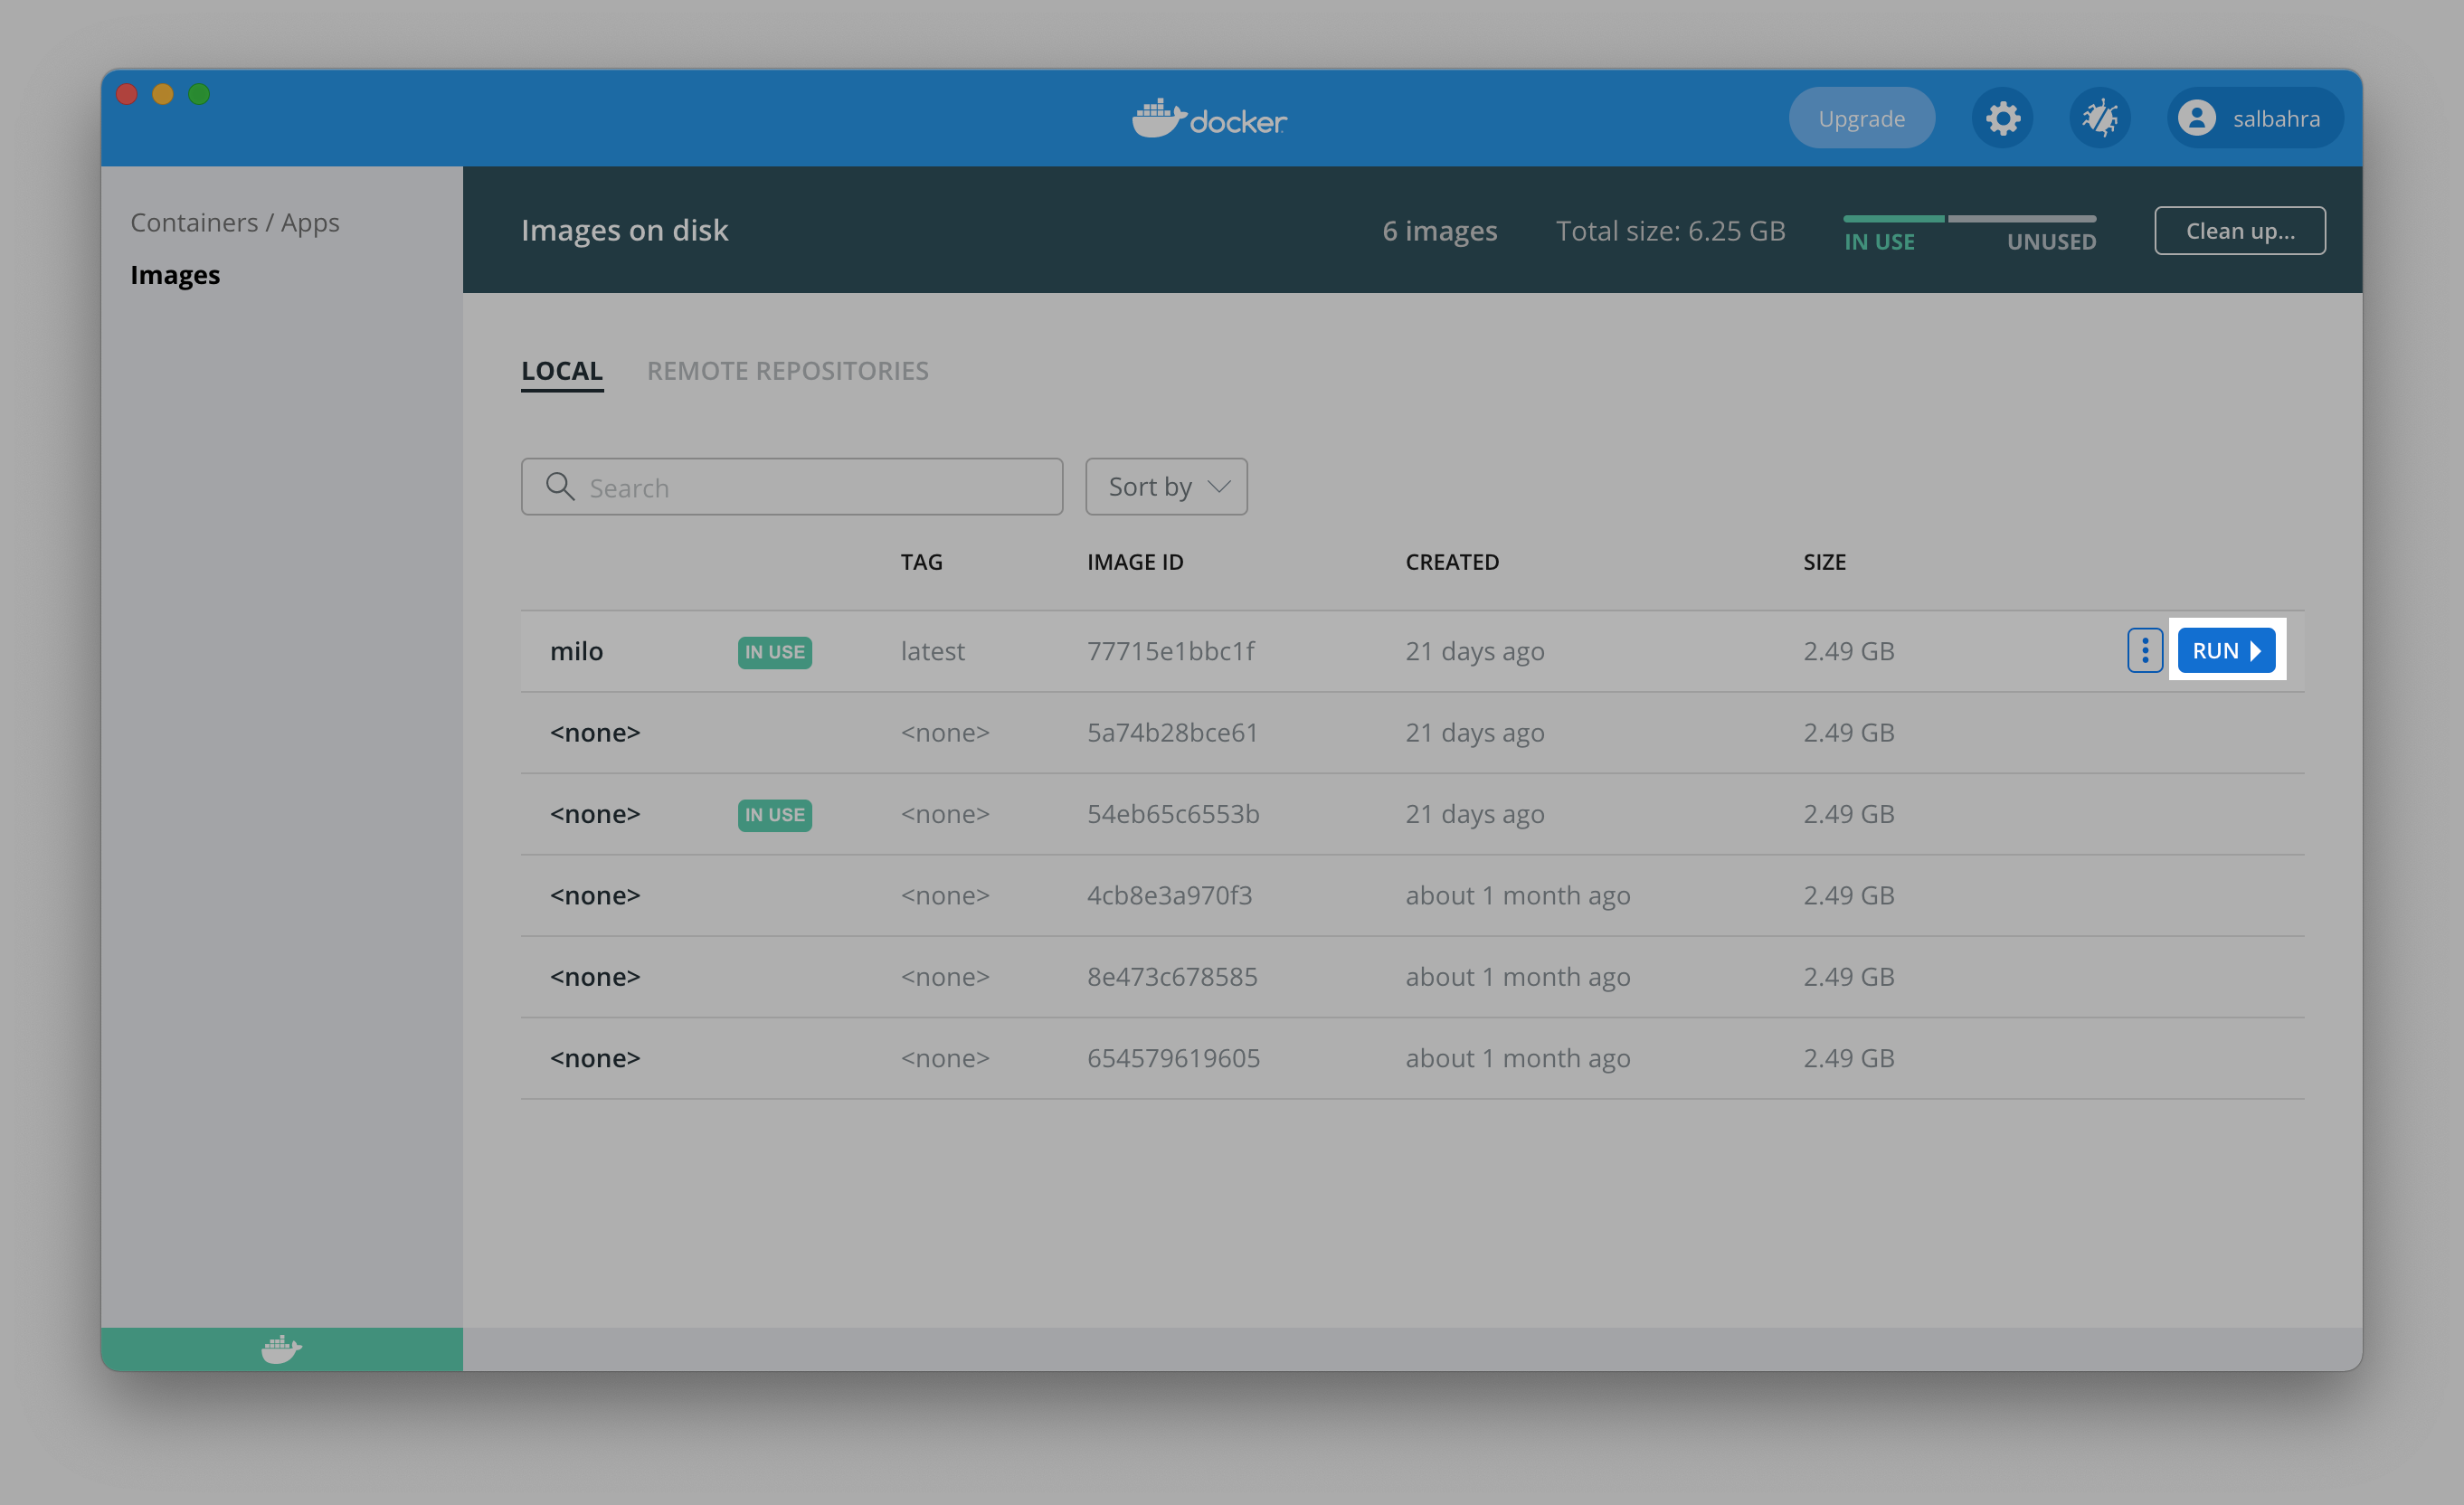 docker
Upgrade
salbahra
Containers / Apps
Images
Images on disk
6 images
Total size: 6.25 GB
IN USE
UNUSED
Clean up...
LOCAL
REMOTE REPOSITORIES
Search
Sort by
TAG IMAGE ID CREATED SIZE
milo IN USE latest 77715e1bbc1f 21 days ago 2.49 GB RUN
<none> <none> 5a74b28bce61 21 days ago 2.49 GB
<none> IN USE <none> 54eb65c6553b 21 days ago 2.49 GB
<none> <none> 4cb8e3a970f3 about 1 month ago 2.49 GB
<none> <none> 8e473c678585 about 1 month ago 2.49 GB
<none> <none> 654579619605 about 1 month ago 2.49 GB